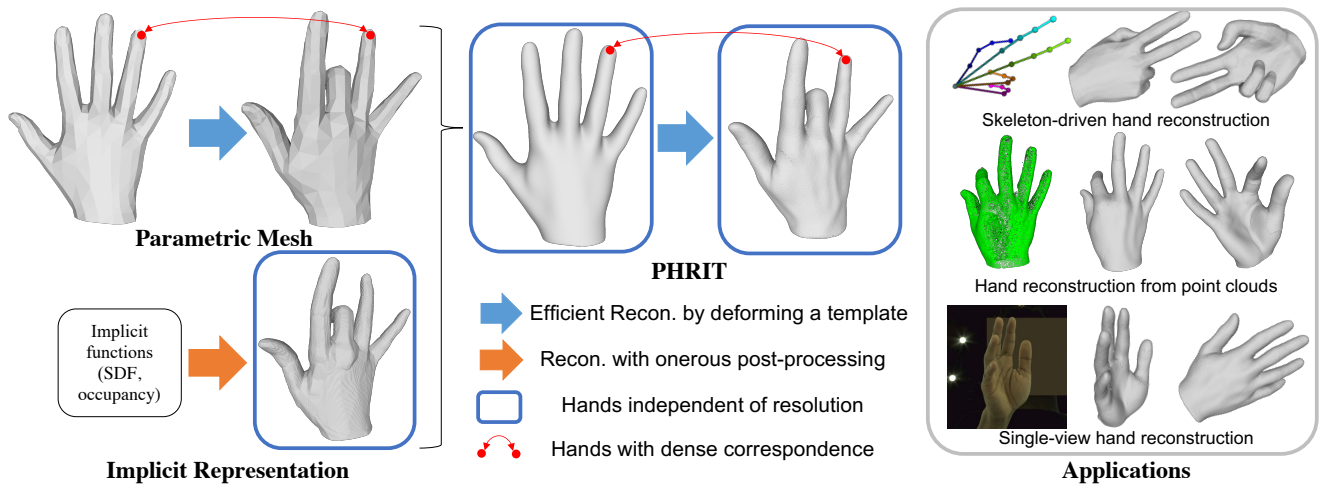 Parametric Mesh
Implicit
functions
(SDF,
occupancy)
Implicit Representation
PHRIT
Efficient Recon. by deforming a template
Recon. with onerous post-processing
Hands independent of resolution
Hands with dense correspondence
Skeleton-driven hand reconstruction
Hand reconstruction from point clouds
Single-view hand reconstruction
Applications